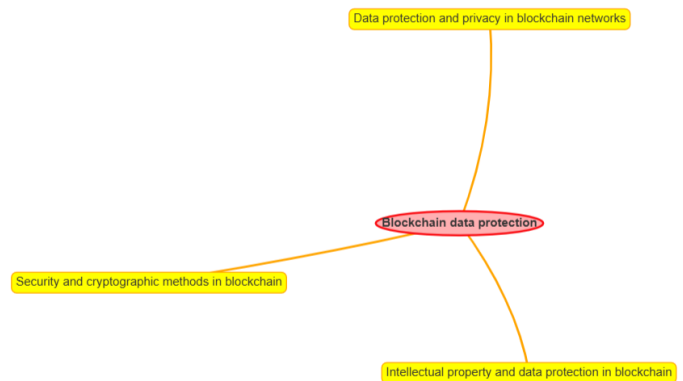 Data protection and privacy in blockchain networks
Blockchain data protection
Security and cryptographic methods in blockchain
Intellectual property and data protection in blockchain